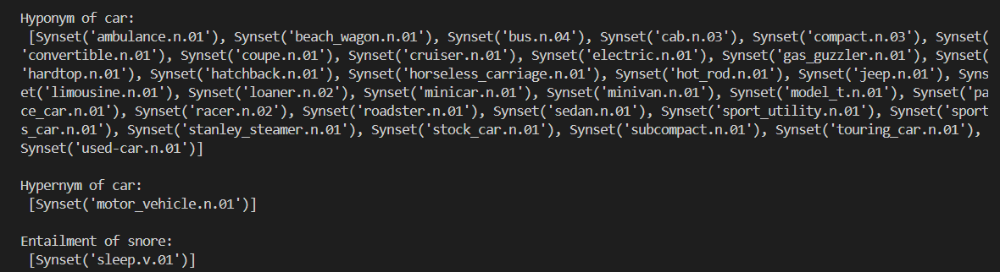 Hyponym of car:
[Synset('ambulance.n.01'), Synset('beach_wagon.n.01'), Synset('bus.n.04'), Synset('cab.n.03'), Synset('compact.n.03'), Synset(
'convertible.n.01'), Synset('coupe.n.01'), Synset('cruiser.n.01'), Synset('electric.n.01'), Synset('gas_guzzler.n.01'), Synset(
'hardtop.n.01'), Synset('hatchback.n.01'), Synset('horseless_carriage.n.01'), Synset('hot_rod.n.01'), Synset('jeep.n.01'), Syns
et('limousine.n.01'), Synset('loaner.n.02'), Synset('minicar.n.01'), Synset('minivan.n.01'), Synset('model_t.n.01'), Synset('pa
ce_car.n.01'), Synset('racer.n.02'), Synset('roadster.n.01'), Synset('sedan.n.01'), Synset('sport_utility.n.01'), Synset('sport
s_car.n.01'), Synset('stanley_steamer.n.01'), Synset('stock_car.n.01'), Synset('subcompact.n.01'), Synset('touring_car.n.01'),
Synset('used-car.n.01')]
Hypernym of car:
[Synset('motor_vehicle.n.01')]
Entailment of snore:
[Synset('sleep.v.01')]